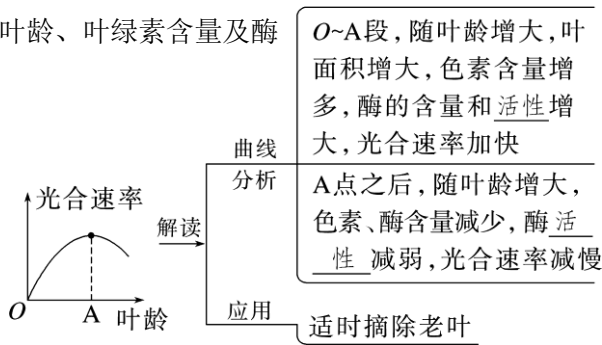 叶龄、叶绿素含量及酶
O~A段,随叶龄增大,叶
面积增大,色素含量增
多,酶的含量和活性增
大,光合速率加快
曲线
分析
A点之后,随叶龄增大,
色素、酶含量减少,酶活
性减弱,光合速率减慢
光合速率
解读
O
A
叶龄
应用
适时摘除老叶